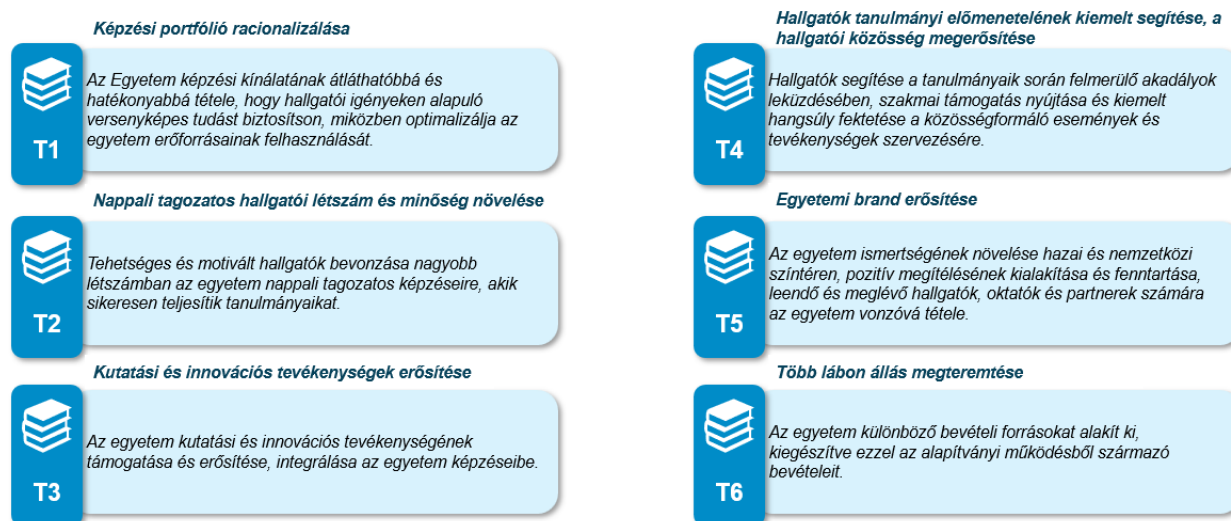 Képzési portfólió racionalizálása
Az Egyetem képzési kínálatának átláthatóbbá és
hatékonyabbá tétele, hogy hallgatói igényeken alapuló
versenyképes tudást biztosítson, miközben optimalizálja az
egyetem erőforrásainak felhasználását.
T1
Nappali tagozatos hallgatói létszám és minőség növelése
Tehetséges és motivált hallgatók bevonzása nagyobb
létszámban az egyetem nappali tagozatos képzéseire, akik
sikeresen teljesítik tanulmányaikat.
T2
Kutatási és innovációs tevékenységek erősítése
Az egyetem kutatási és innovációs tevékenységének
támogatása és erősítése, integrálása az egyetem képzéseibe.
T3
Hallgatók tanulmányi előmenetelének kiemelt segítése, a
hallgatói közösség megerősítése
Hallgatók segítése a tanulmányaik során felmerülő akadályok
leküzdésében, szakmai támogatás nyújtása és kiemelt
hangsúly fektetése a közösségformáló események és
tevékenységek szervezésére.
T4
Egyetemi brand erősítése
Az egyetem ismertségének növelése hazai és nemzetközi
színtéren, pozitív megítélésének kialakítása és fenntartása,
leendő és meglévő hallgatók, oktatók és partnerek számára
az egyetem vonzóvá tétele.
T5
Több lábon állás megteremtése
Az egyetem különböző bevételi forrásokat alakít ki,
kiegészítve ezzel az alapítványi működésből származó
bevételeit.
T6